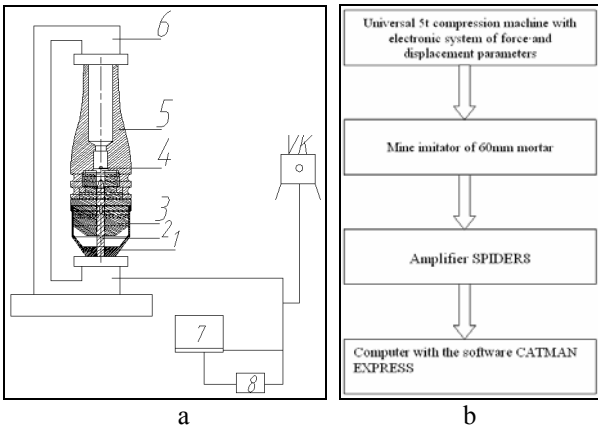 6
5
4
3
2
1
VK
7
8
a
Universal 5t compression machine with
electronic system of force and
displacement parameters
Mine imitator of 60mm mortar
Amplifier SPIDER8
Computer with the software CATMAN
EXPRESS
b